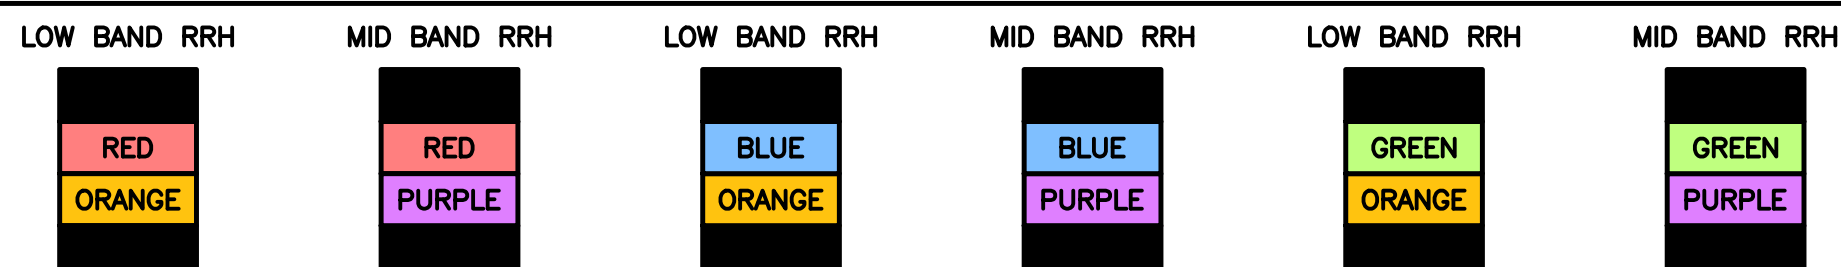 LOW BAND RRH MID BAND RRH LOW BAND RRH MID BAND RRH LOW BAND RRH MID BAND RRH
RED RED BLUE BLUE GREEN GREEN
ORANGE PURPLE ORANGE PURPLE ORANGE PURPLE